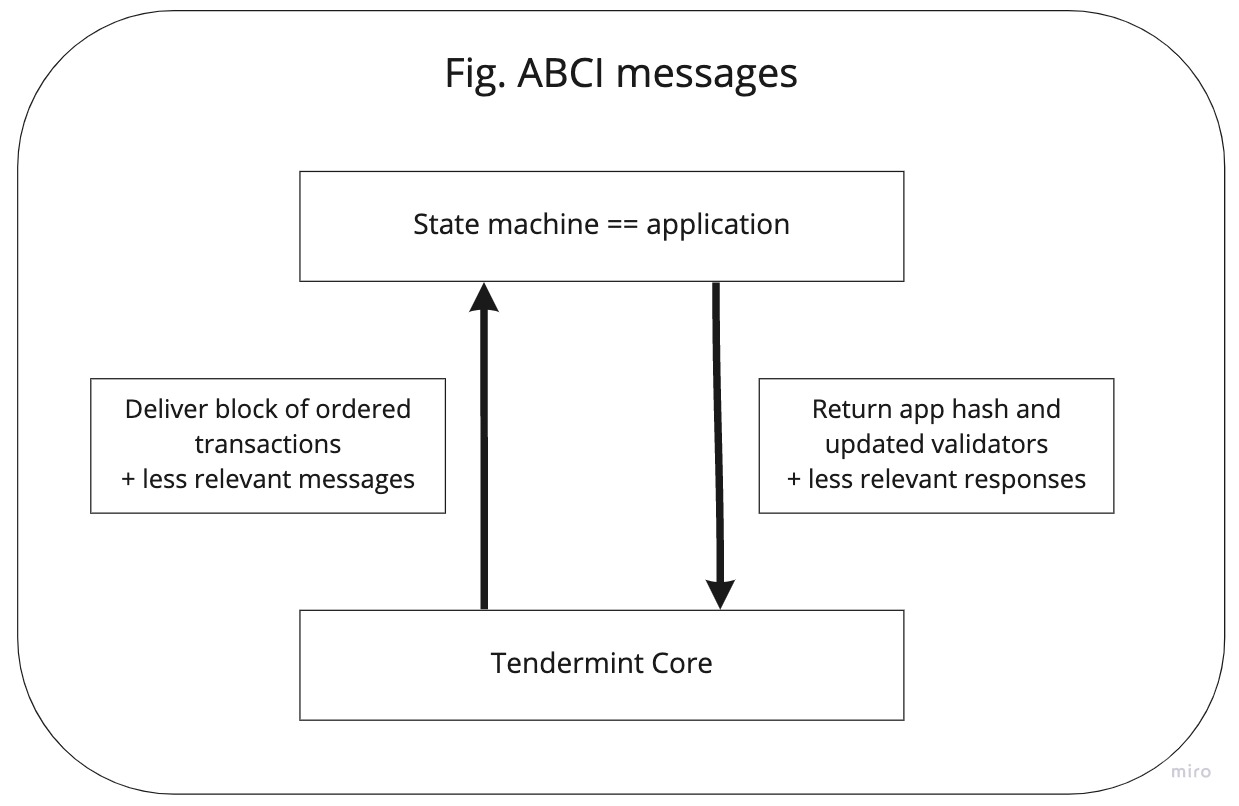 Fig. ABCI messages
State machine == application
Deliver block of ordered
transactions
+ less relevant messages
Return app hash and
updated validators
+ less relevant responses
Tendermint Core
miro